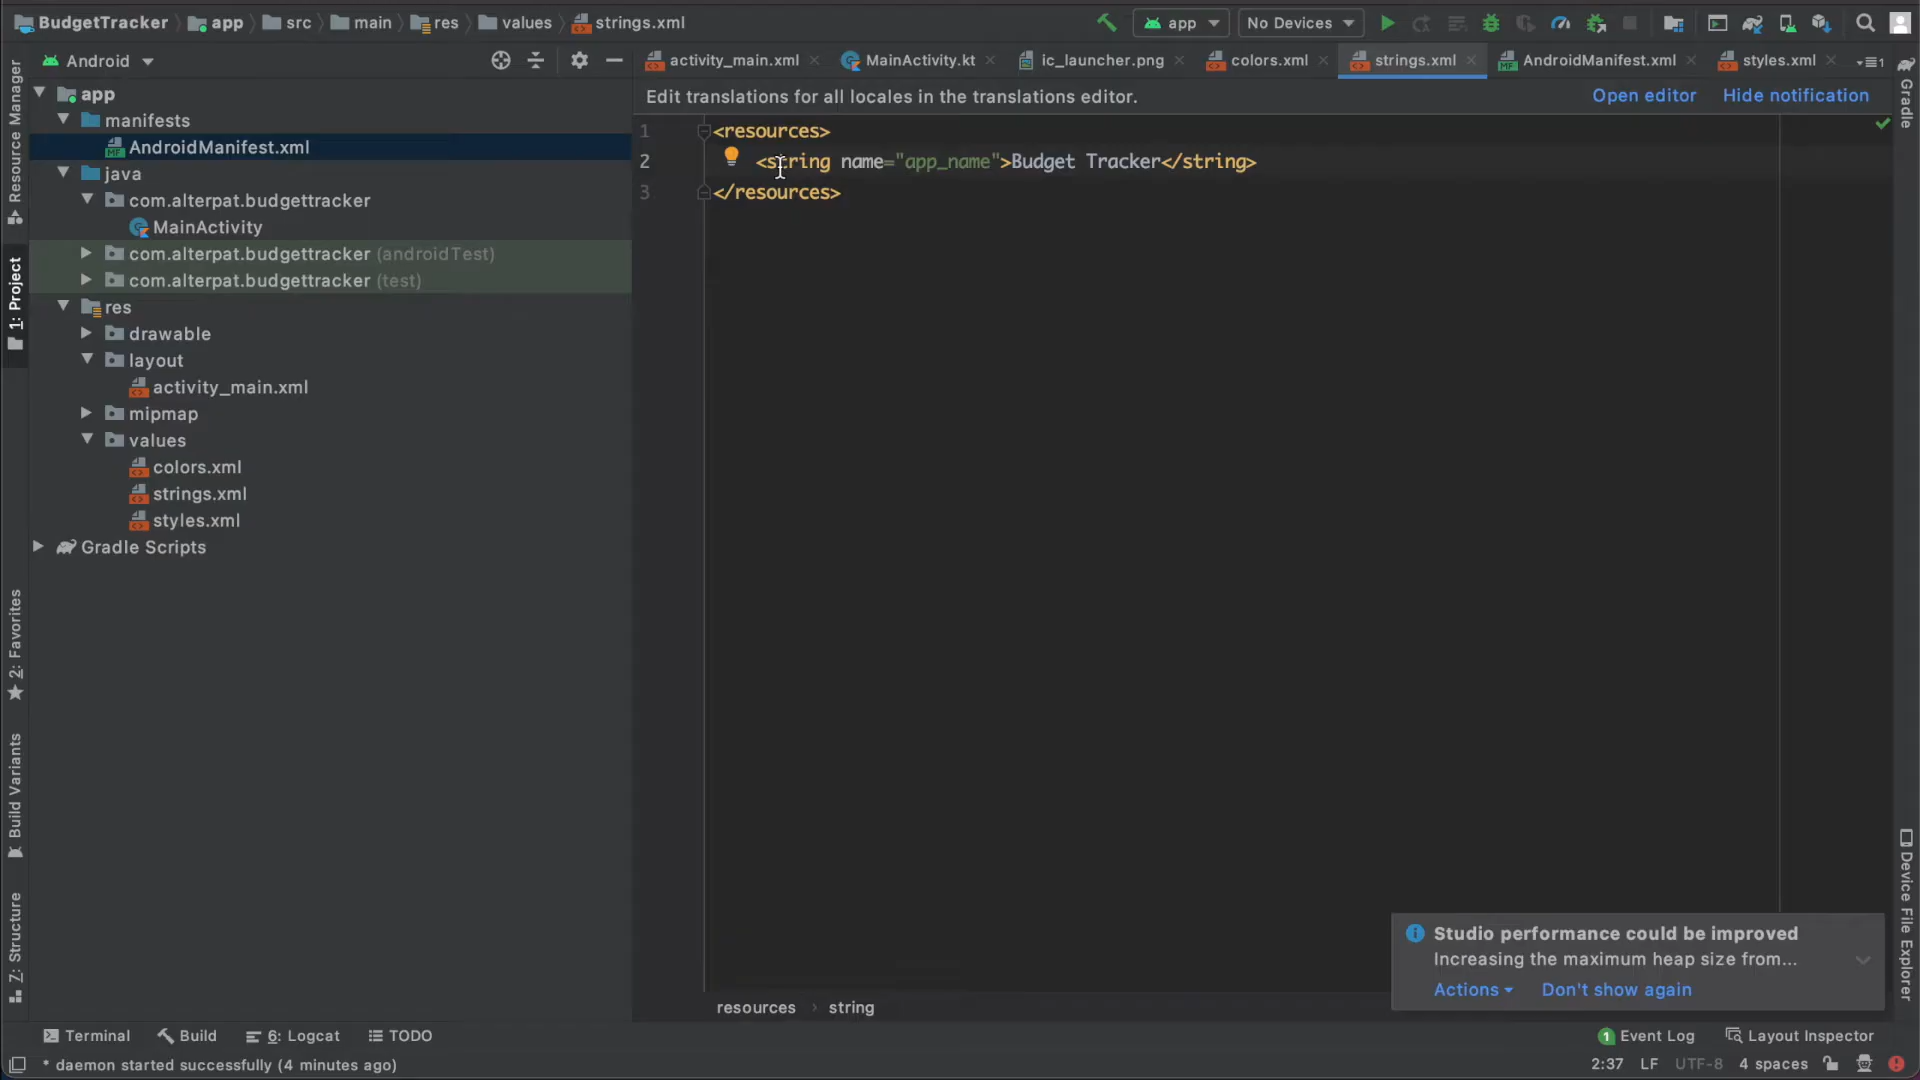 BudgetTracker app src main res values strings.xml app No Devices
Android
activity_main.xml MainActivity.kt ic_launcher.png colors.xml strings.xml AndroidManifest.xml styles.xml 1
Edit translations for all locales in the translations editor. Open editor Hide notification
app
manifests
AndroidManifest.xml
java
com.alterpat.budgettracker
MainActivity
com.alterpat.budgettracker (androidTest)
com.alterpat.budgettracker (test)
res
drawable
layout
activity_main.xml
mipmap
values
colors.xml
strings.xml
styles.xml
Gradle Scripts
1 <resources>
2 <string name="app_name">Budget Tracker</string>
3 </resources>
Resource Manager
1: Project
2: Favorites
Build Variants
7: Structure
Gradle
Device File Explorer
Studio performance could be improved
Increasing the maximum heap size from...
Actions Don't show again
resources string
Terminal Build 6: Logcat TODO 1 Event Log Layout Inspector
* daemon started successfully (4 minutes ago) 2:37 LF UTF-8 4 spaces